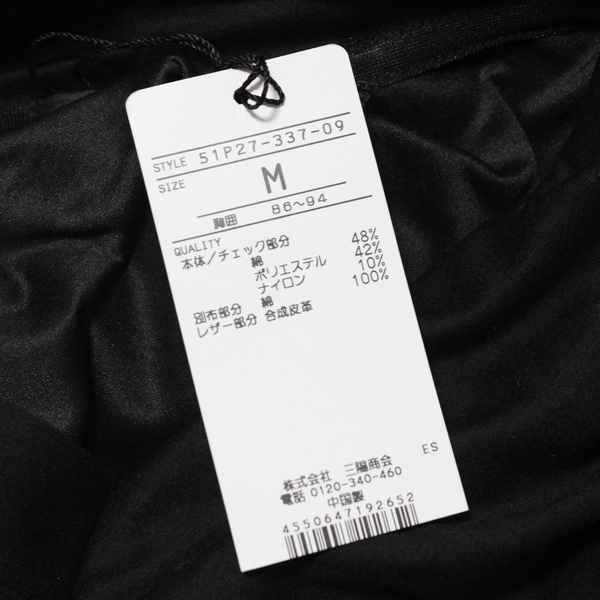 STYLE 51P27-337-09
SIZE
M
胸囲 86～94
QUALITY
本体/チェック部分
綿 48%
ポリエステル 42%
ナイロン 10%
別布部分 綿 100%
レザー部分 合成皮革
ES
株式会社 三陽商会
電話 0120-340-460
中国製
4550647192652